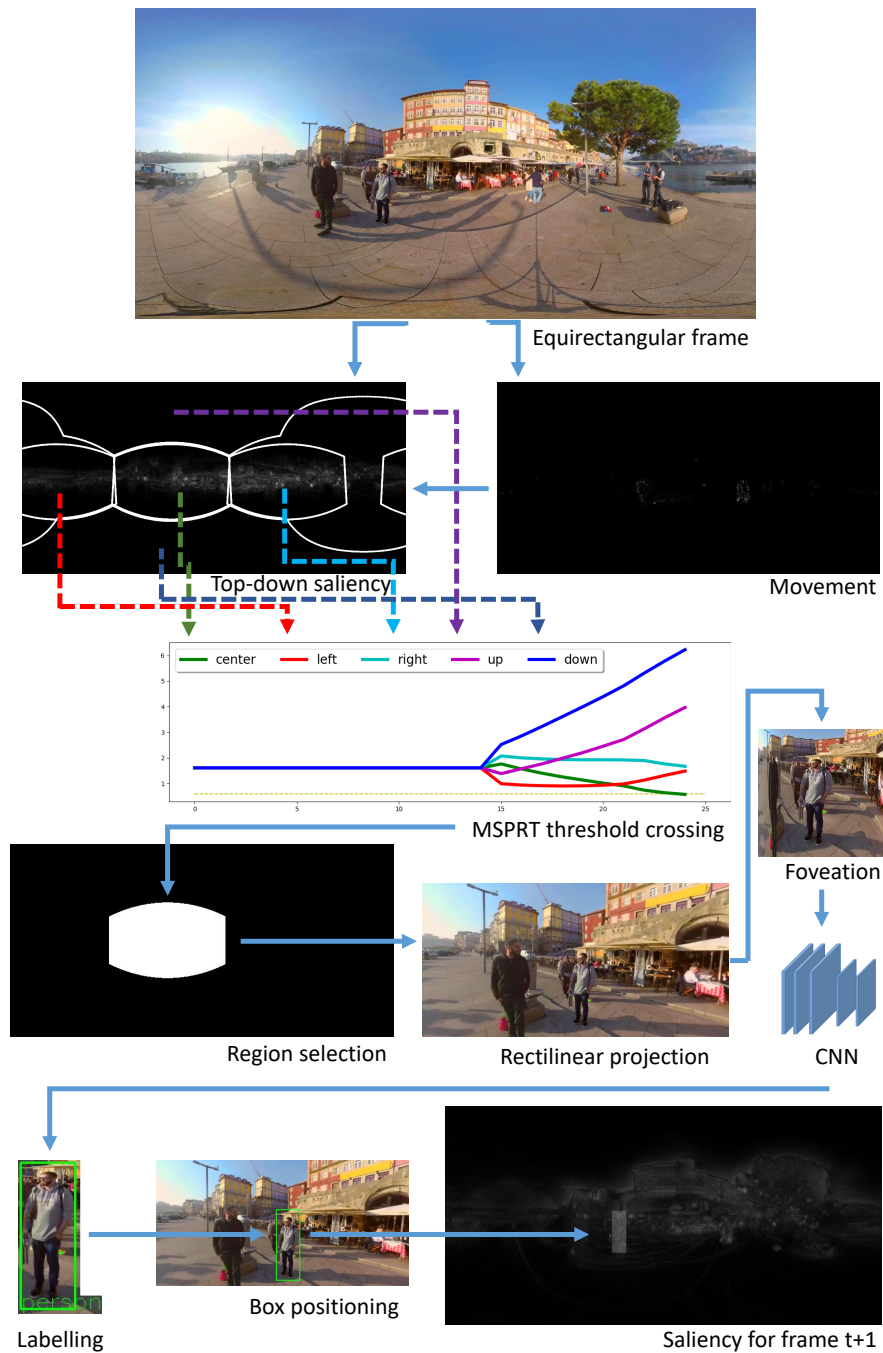 Equirectangular frame
Top-down saliency
Movement
center left right up down
6
5
4
3
2
1
0 5 10 15 20 25
MSPRT threshold crossing
Foveation
Region selection
Rectilinear projection
CNN
person
Labelling
Box positioning
Saliency for frame t+1